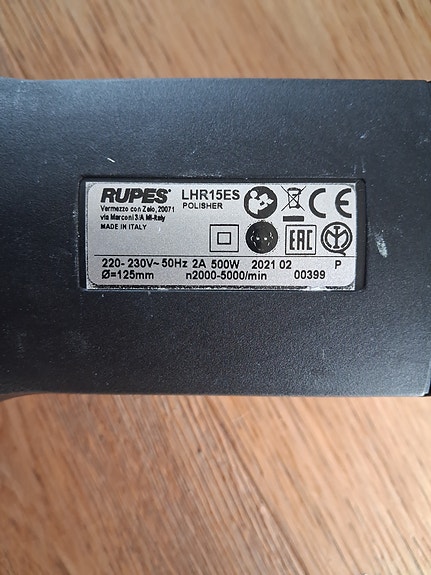 RUPES® LHR15ES
POLISHER
Vermezzo con Zelo, 20071
via Marconi 3/A MI-Italy
MADE IN ITALY
CE
EAC
220- 230V~ 50Hz 2A 500W 2021 02 P
Ø=125mm n2000-5000/min 00399